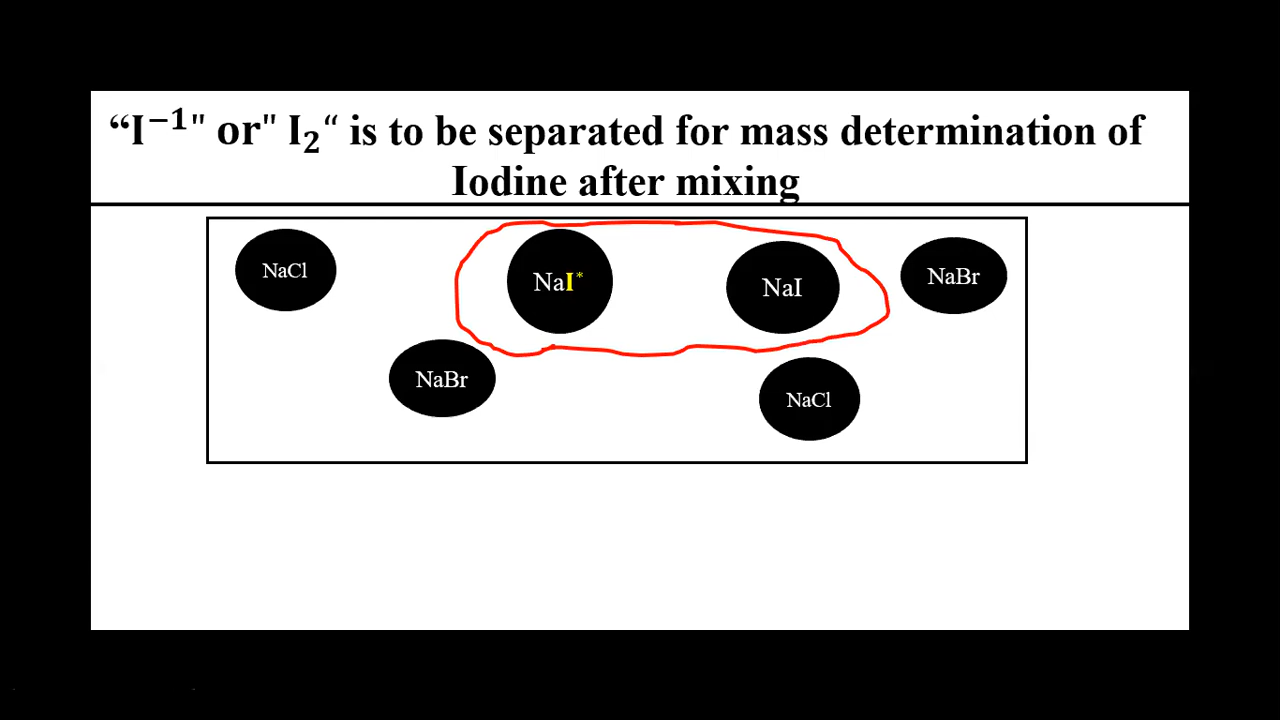 “I⁻¹" or" I₂“ is to be separated for mass determination of
Iodine after mixing
NaCl
NaI*
NaI
NaBr
NaBr
NaCl